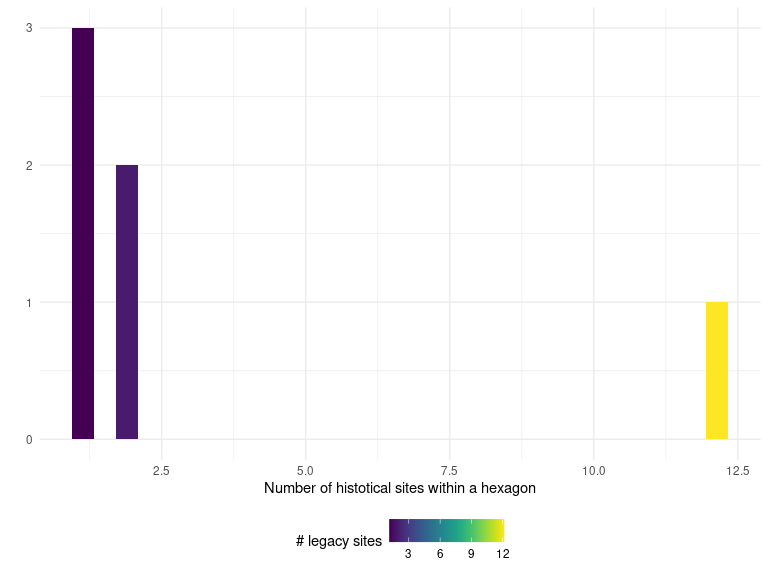 3
2
1
0
2.5 5.0 7.5 10.0 12.5
Number of histotical sites within a hexagon
# legacy sites
3 6 9 12